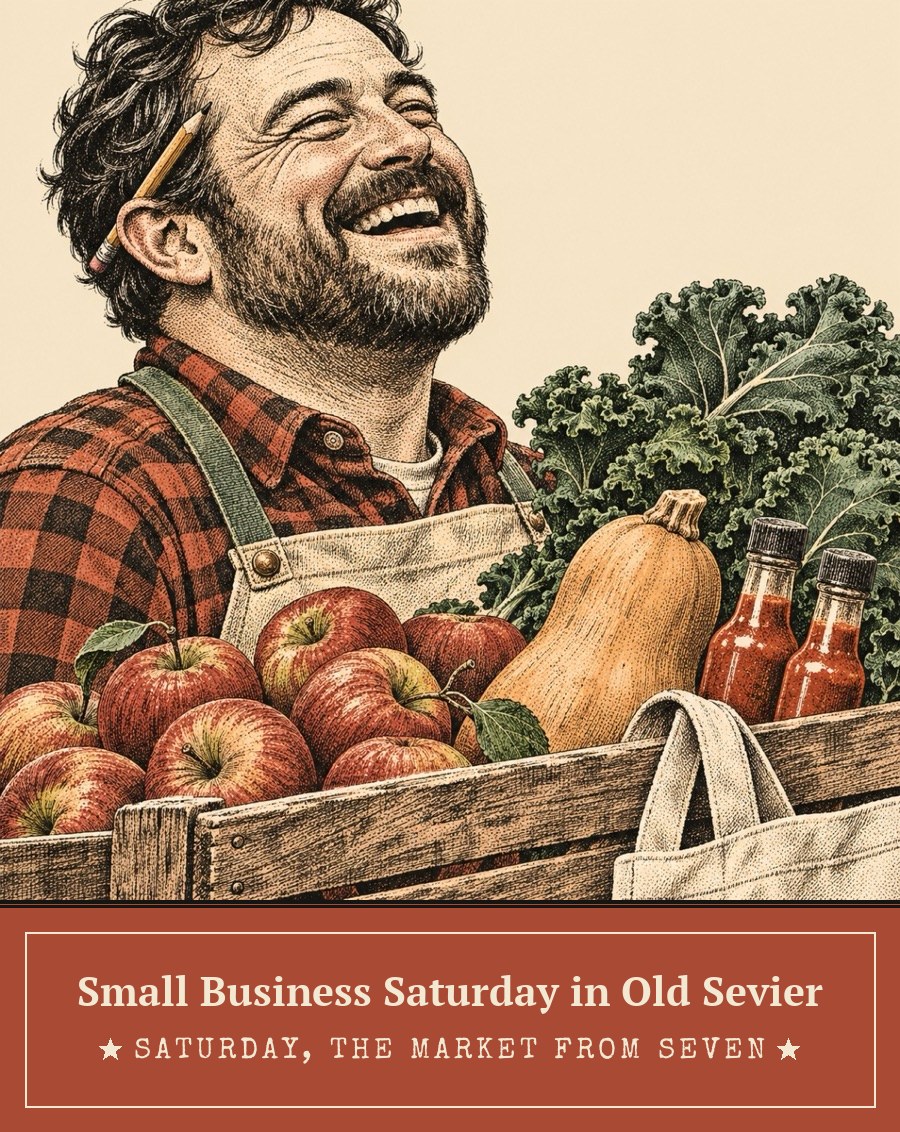 Small Business Saturday in Old Sevier
★ SATURDAY, THE MARKET FROM SEVEN ★